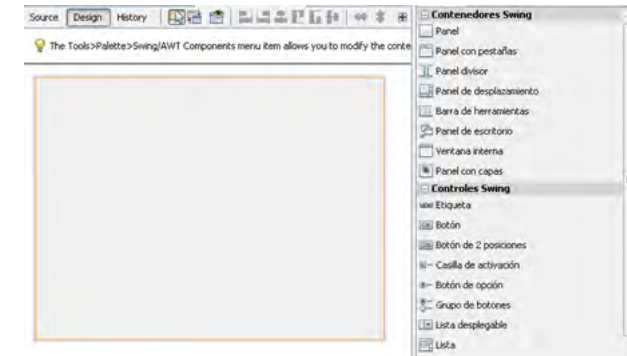 Source Design History
The Tools>Palette>Swing/AWT Components menu item allows you to modify the conte
Contenedores Swing
Panel
Panel con pestañas
Panel divisor
Panel de desplazamiento
Barra de herramientas
Panel de escritorio
Ventana interna
Panel con capas
Controles Swing
Etiqueta
Botón
Botón de 2 posiciones
Casilla de activación
Botón de opción
Grupo de botones
Lista desplegable
Lista